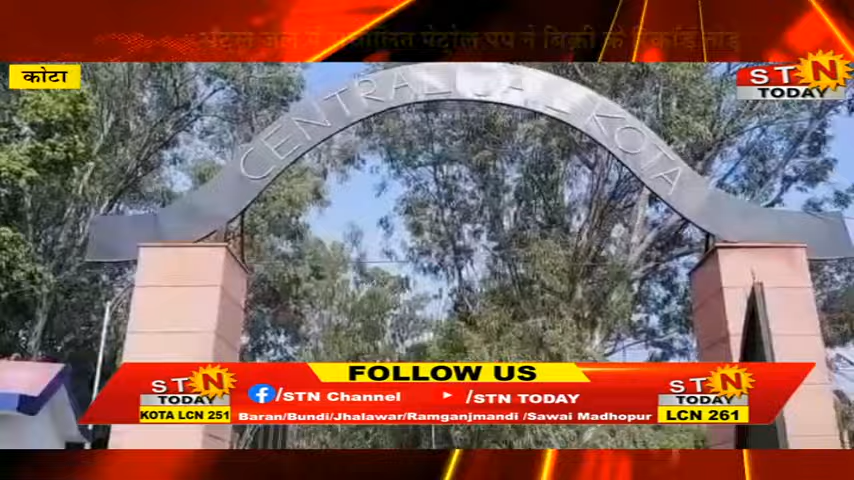 सेंट्रल जेल में संचालित पेट्रोल पंप ने बिक्री के रिकॉर्ड तोड़े
कोटा
STN
TODAY
CENTRAL JAIL KOTA
FOLLOW US
STN
TODAY
KOTA LCN 251
/STN Channel
/STN TODAY
STN
TODAY
LCN 261
Baran/Bundi/Jhalawar/Ramganjmandi /Sawai Madhopur